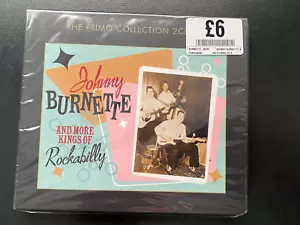 THE PRIMO COLLECTION 2CD
£6
Johnny
BURNETTE
AND MORE
KINGS OF
Rockabilly